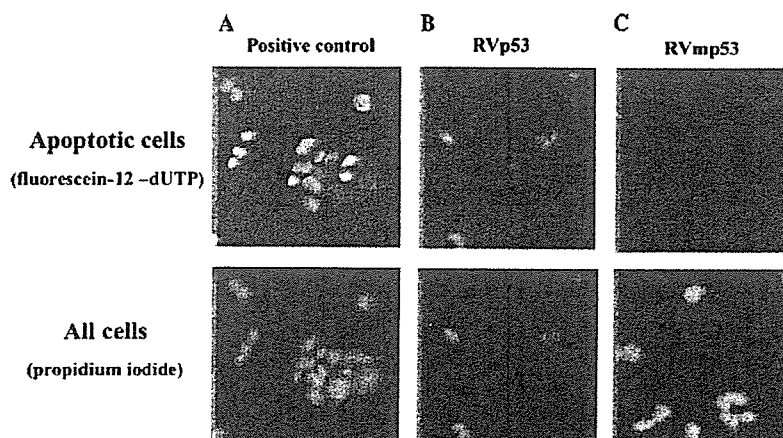 A B C
Positive control RVp53 RVmp53
Apoptotic cells
(fluorescein-12 –dUTP)
All cells
(propidium iodide)